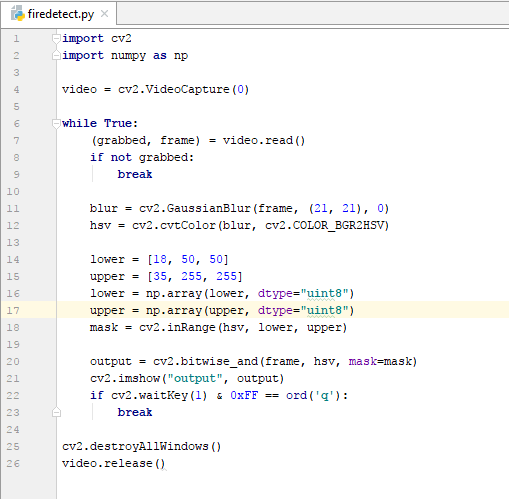 firedetect.py
1 import cv2
2 import numpy as np
3
4 video = cv2.VideoCapture(0)
5
6 while True:
7     (grabbed, frame) = video.read()
8     if not grabbed:
9         break
10
11     blur = cv2.GaussianBlur(frame, (21, 21), 0)
12     hsv = cv2.cvtColor(blur, cv2.COLOR_BGR2HSV)
13
14     lower = [18, 50, 50]
15     upper = [35, 255, 255]
16     lower = np.array(lower, dtype="uint8")
17     upper = np.array(upper, dtype="uint8")
18     mask = cv2.inRange(hsv, lower, upper)
19
20     output = cv2.bitwise_and(frame, hsv, mask=mask)
21     cv2.imshow("output", output)
22     if cv2.waitKey(1) & 0xFF == ord('q'):
23         break
24
25 cv2.destroyAllWindows()
26 video.release()